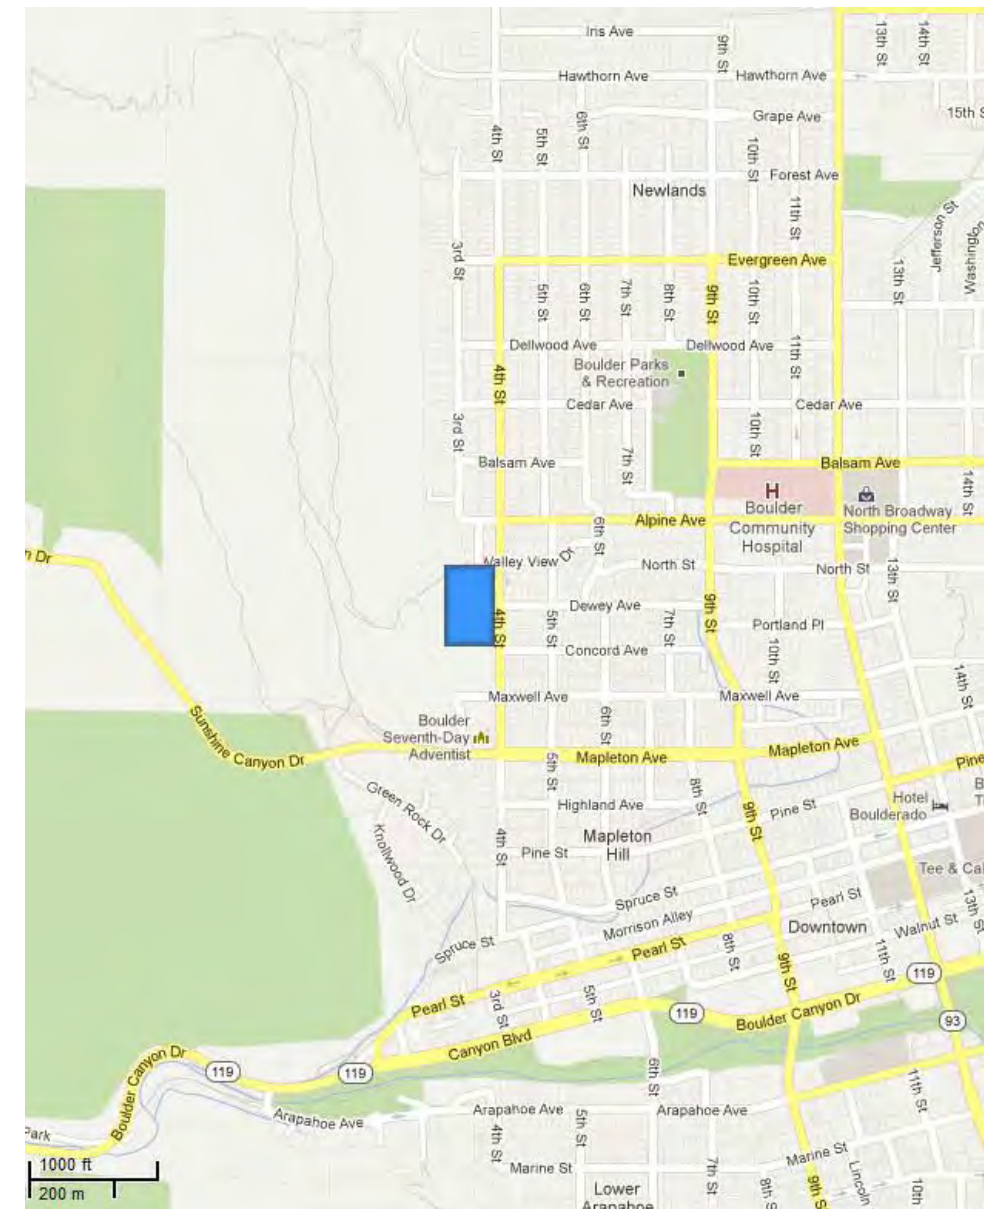 Iris Ave
13th St
14th St
9th St
Hawthorn Ave
Hawthorn Ave
Grape Ave
15th S
4th St
5th St
6th St
10th St
Forest Ave
Newlands
11th St
Jefferson St
Washing
3rd St
Evergreen Ave
13th St
5th St
6th St
7th St
8th St
9th St
10th St
Dellwood Ave
Dellwood Ave
11th St
Boulder Parks
& Recreation
4th St
Cedar Ave
Cedar Ave
3rd St
10th St
7th St
Balsam Ave
Balsam Ave
14th St
H
Boulder
Community
Hospital
North Broadway
Shopping Center
Alpine Ave
6th St
n Dr
Valley View Dr
North St
North St
13th St
4th St
5th St
Dewey Ave
7th St
9th St
Portland Pl
Concord Ave
10th St
14th St
Maxwell Ave
Maxwell Ave
Sunshine Canyon Dr
Boulder
Seventh-Day
Adventist
6th St
Mapleton Ave
Mapleton Ave
5th St
8th St
Pine
Green Rock Dr
Highland Ave
9th St
Pine St
Hotel
Boulderado
B
T
Knollwood Dr
4th St
Mapleton
Hill
Pine St
Tee & Cal
Spruce St
Pearl St
13th St
Morrison Alley
Downtown
Walnut St
Spruce St
Pearl St
8th St
11th St
9th St
119
Pearl St
3rd St
5th St
119
Boulder Canyon Dr
93
Canyon Blvd
Boulder Canyon Dr
119
119
6th St
11th St
Arapahoe Ave
Arapahoe Ave
Arapahoe Ave
Park
4th St
5th St
Marine St
1000 ft
Marine St
7th St
8th St
9th S
Lincoln
10th
200 m
Lower
Arapahoe